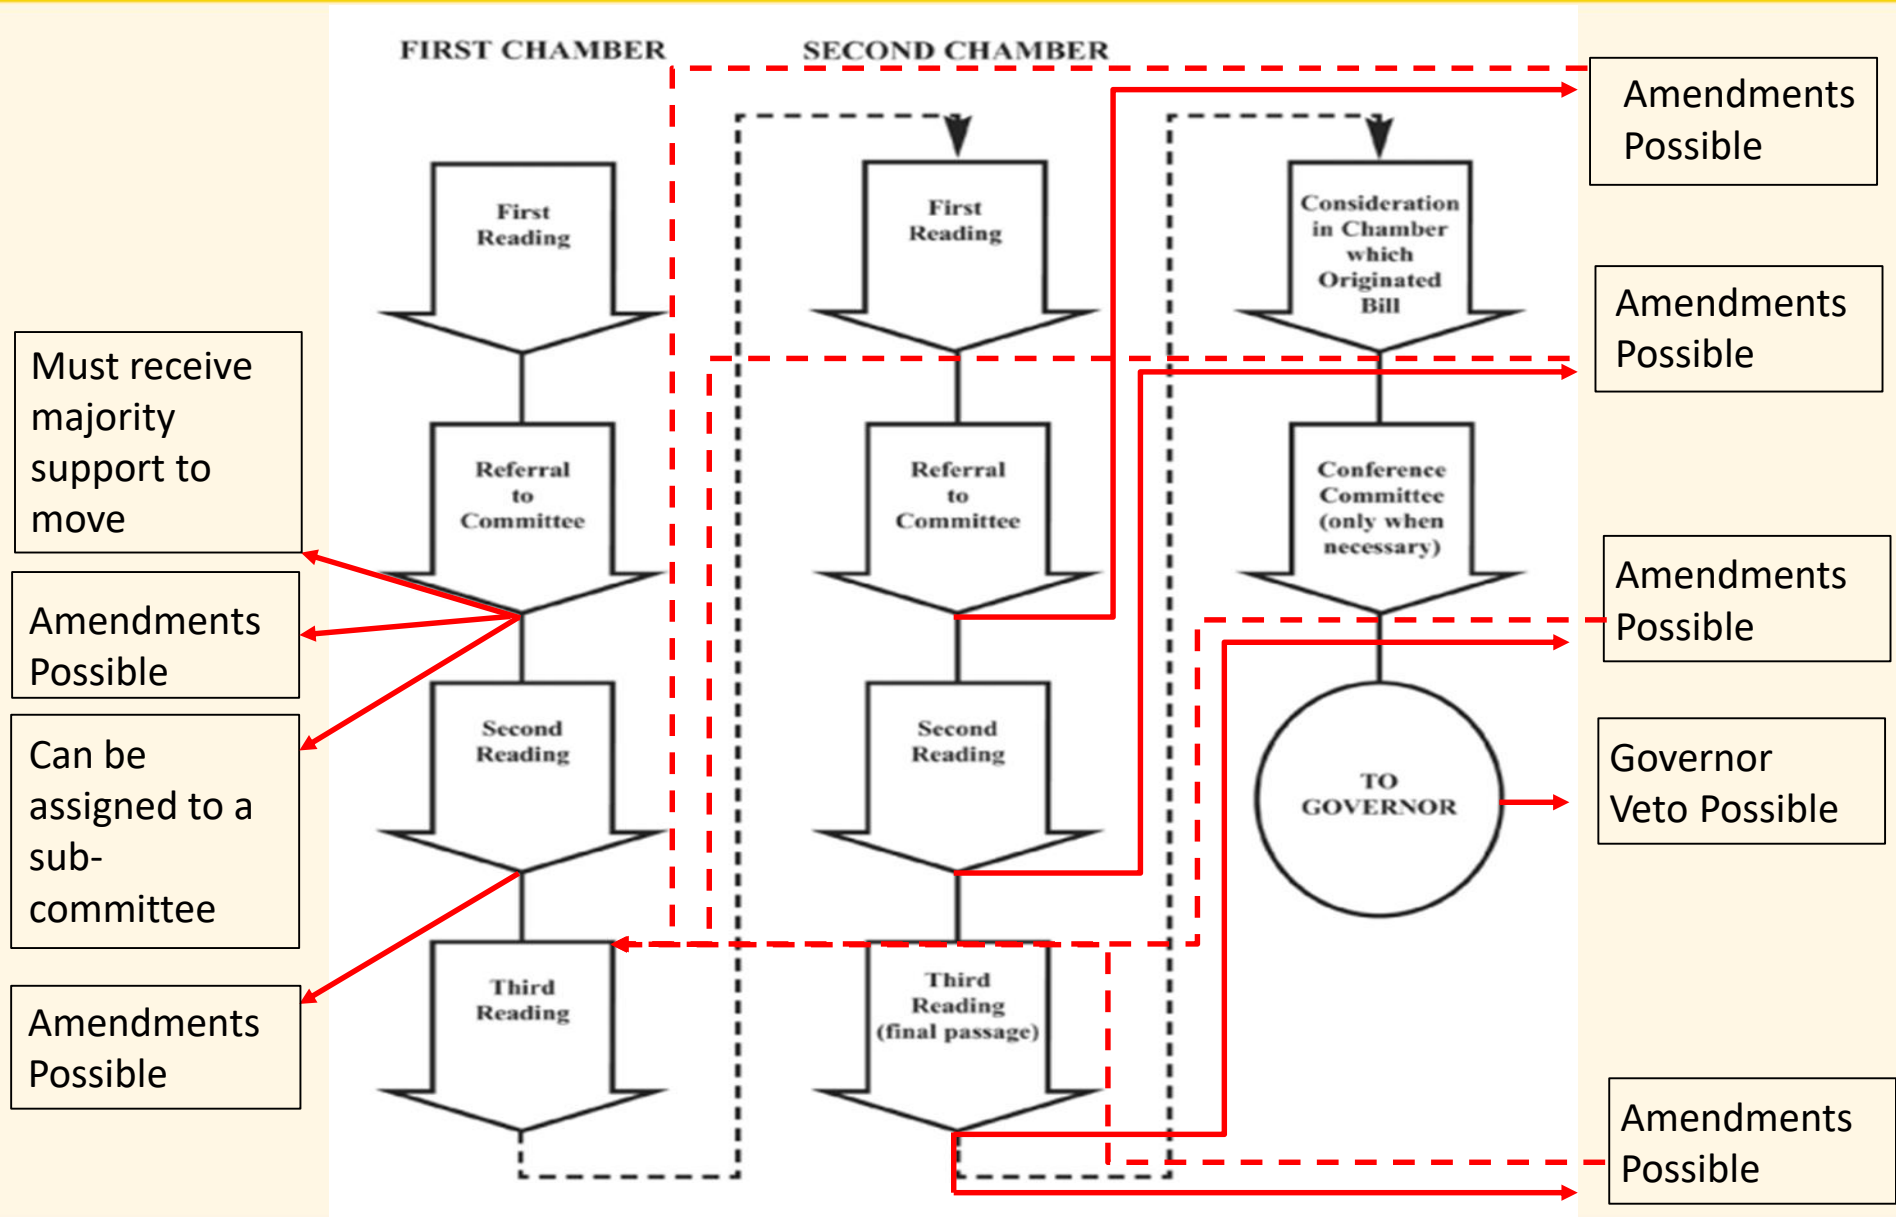 FIRST CHAMBER
SECOND CHAMBER
First
Reading
Referral
to
Committee
Second
Reading
Third
Reading
First
Reading
Referral
to
Committee
Second
Reading
Third
Reading
(final passage)
Consideration
in Chamber
which
Originated
Bill
Conference
Committee
(only when
necessary)
TO
GOVERNOR
Must receive
majority
support to
move
Amendments
Possible
Can be
assigned to a
sub-
committee
Amendments
Possible
Amendments
Possible
Amendments
Possible
Amendments
Possible
Governor
Veto Possible
Amendments
Possible